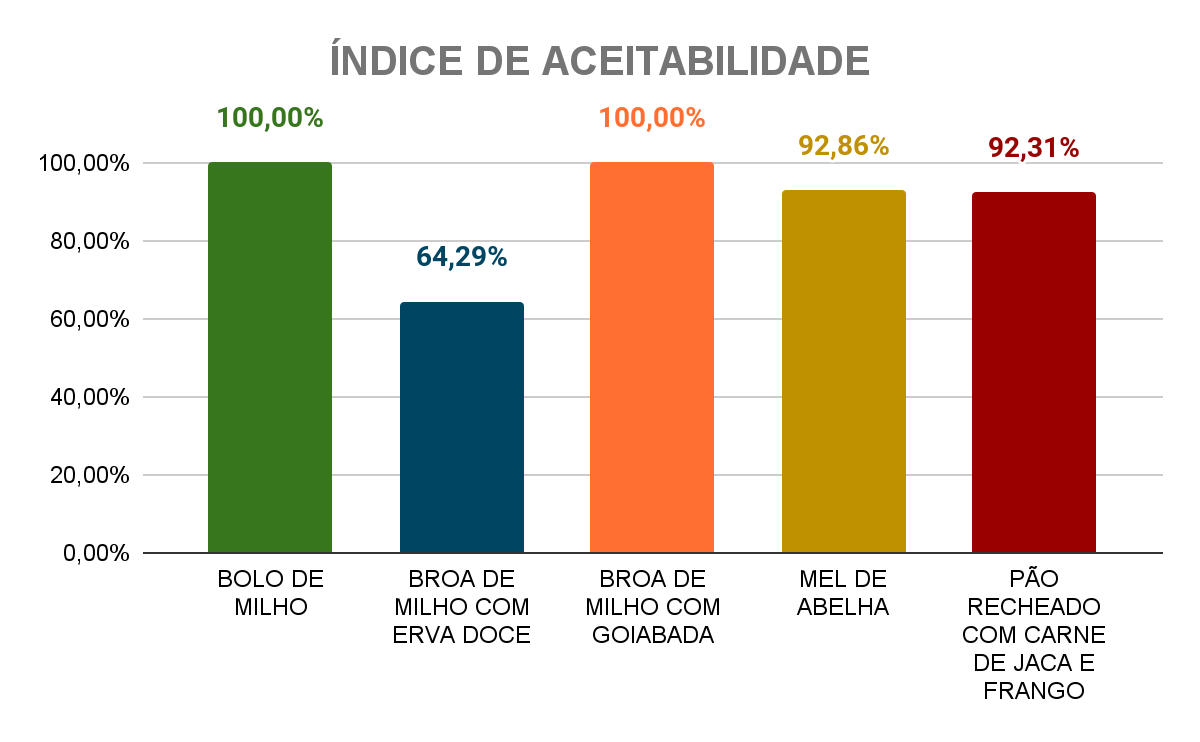 ÍNDICE DE ACEITABILIDADE
100,00%
100,00%
92,86%
92,31%
64,29%
100,00%
80,00%
60,00%
40,00%
20,00%
0,00%
BOLO DE
MILHO
BROA DE
MILHO COM
ERVA DOCE
BROA DE
MILHO COM
GOIABADA
MEL DE
ABELHA
PÃO
RECHEADO
COM CARNE
DE JACA E
FRANGO